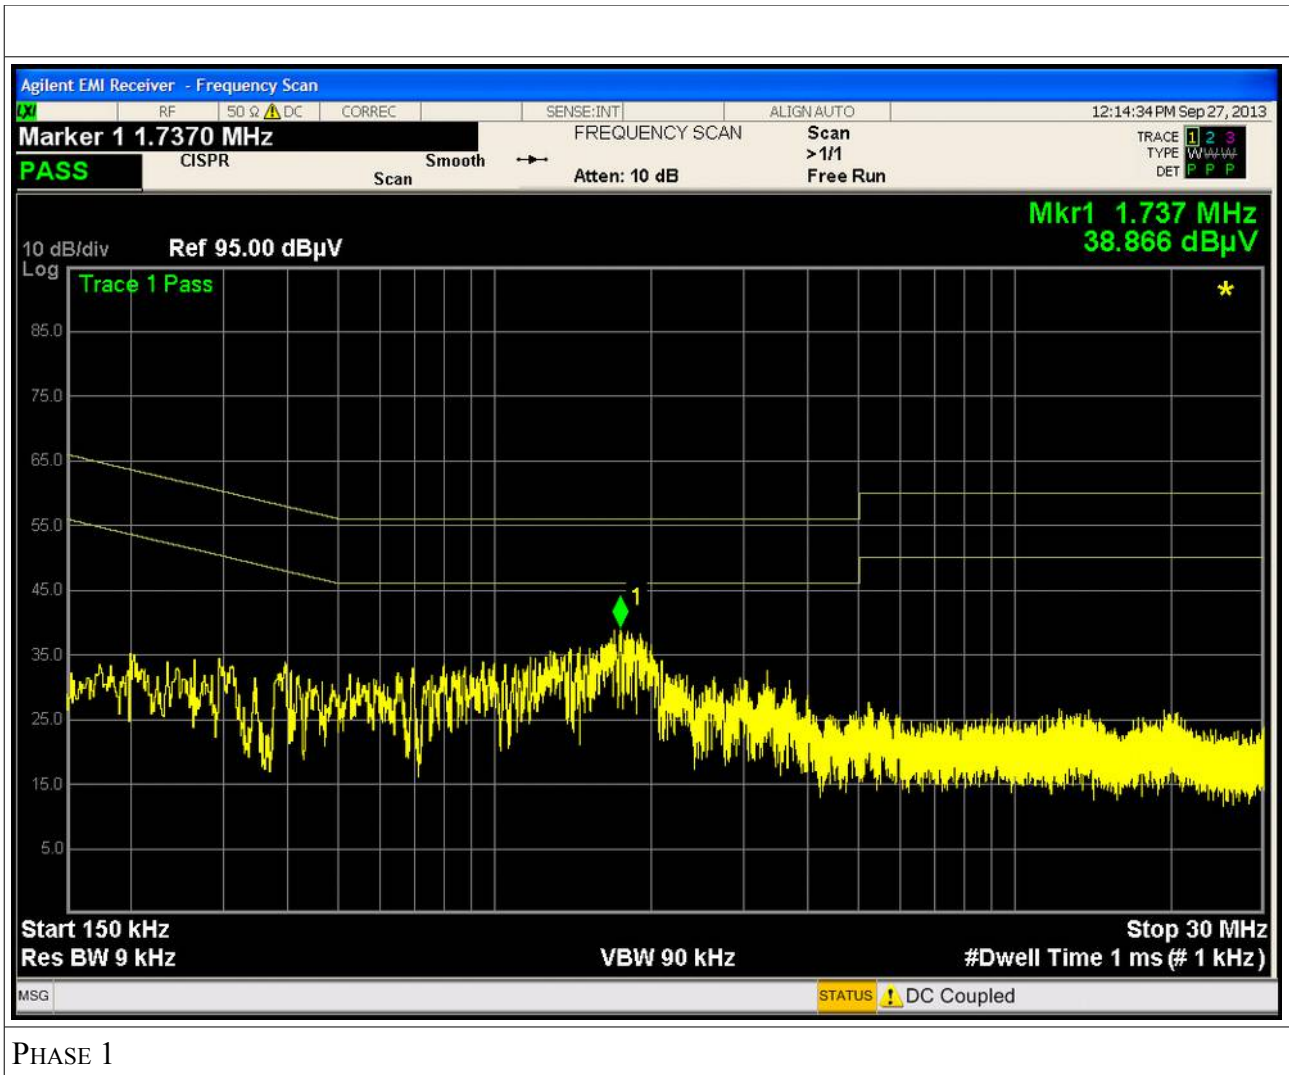 Agilent EMI Receiver - Frequency Scan
LXI RF 50 Ω DC CORREC SENSE:INT ALIGN AUTO 12:14:34 PM Sep 27, 2013
Marker 1 1.7370 MHz FREQUENCY SCAN Scan TRACE 1 2 3
CISPR Smooth >1/1 TYPE W W W
PASS Scan Atten: 10 dB Free Run DET P P P
Mkr1 1.737 MHz
10 dB/div Ref 95.00 dBµV 38.866 dBµV
Log
Trace 1 Pass *
85.0
75.0
65.0
55.0
45.0
1
35.0
25.0
15.0
5.0
Start 150 kHz Stop 30 MHz
Res BW 9 kHz VBW 90 kHz #Dwell Time 1 ms (# 1 kHz)
MSG STATUS DC Coupled
PHASE 1